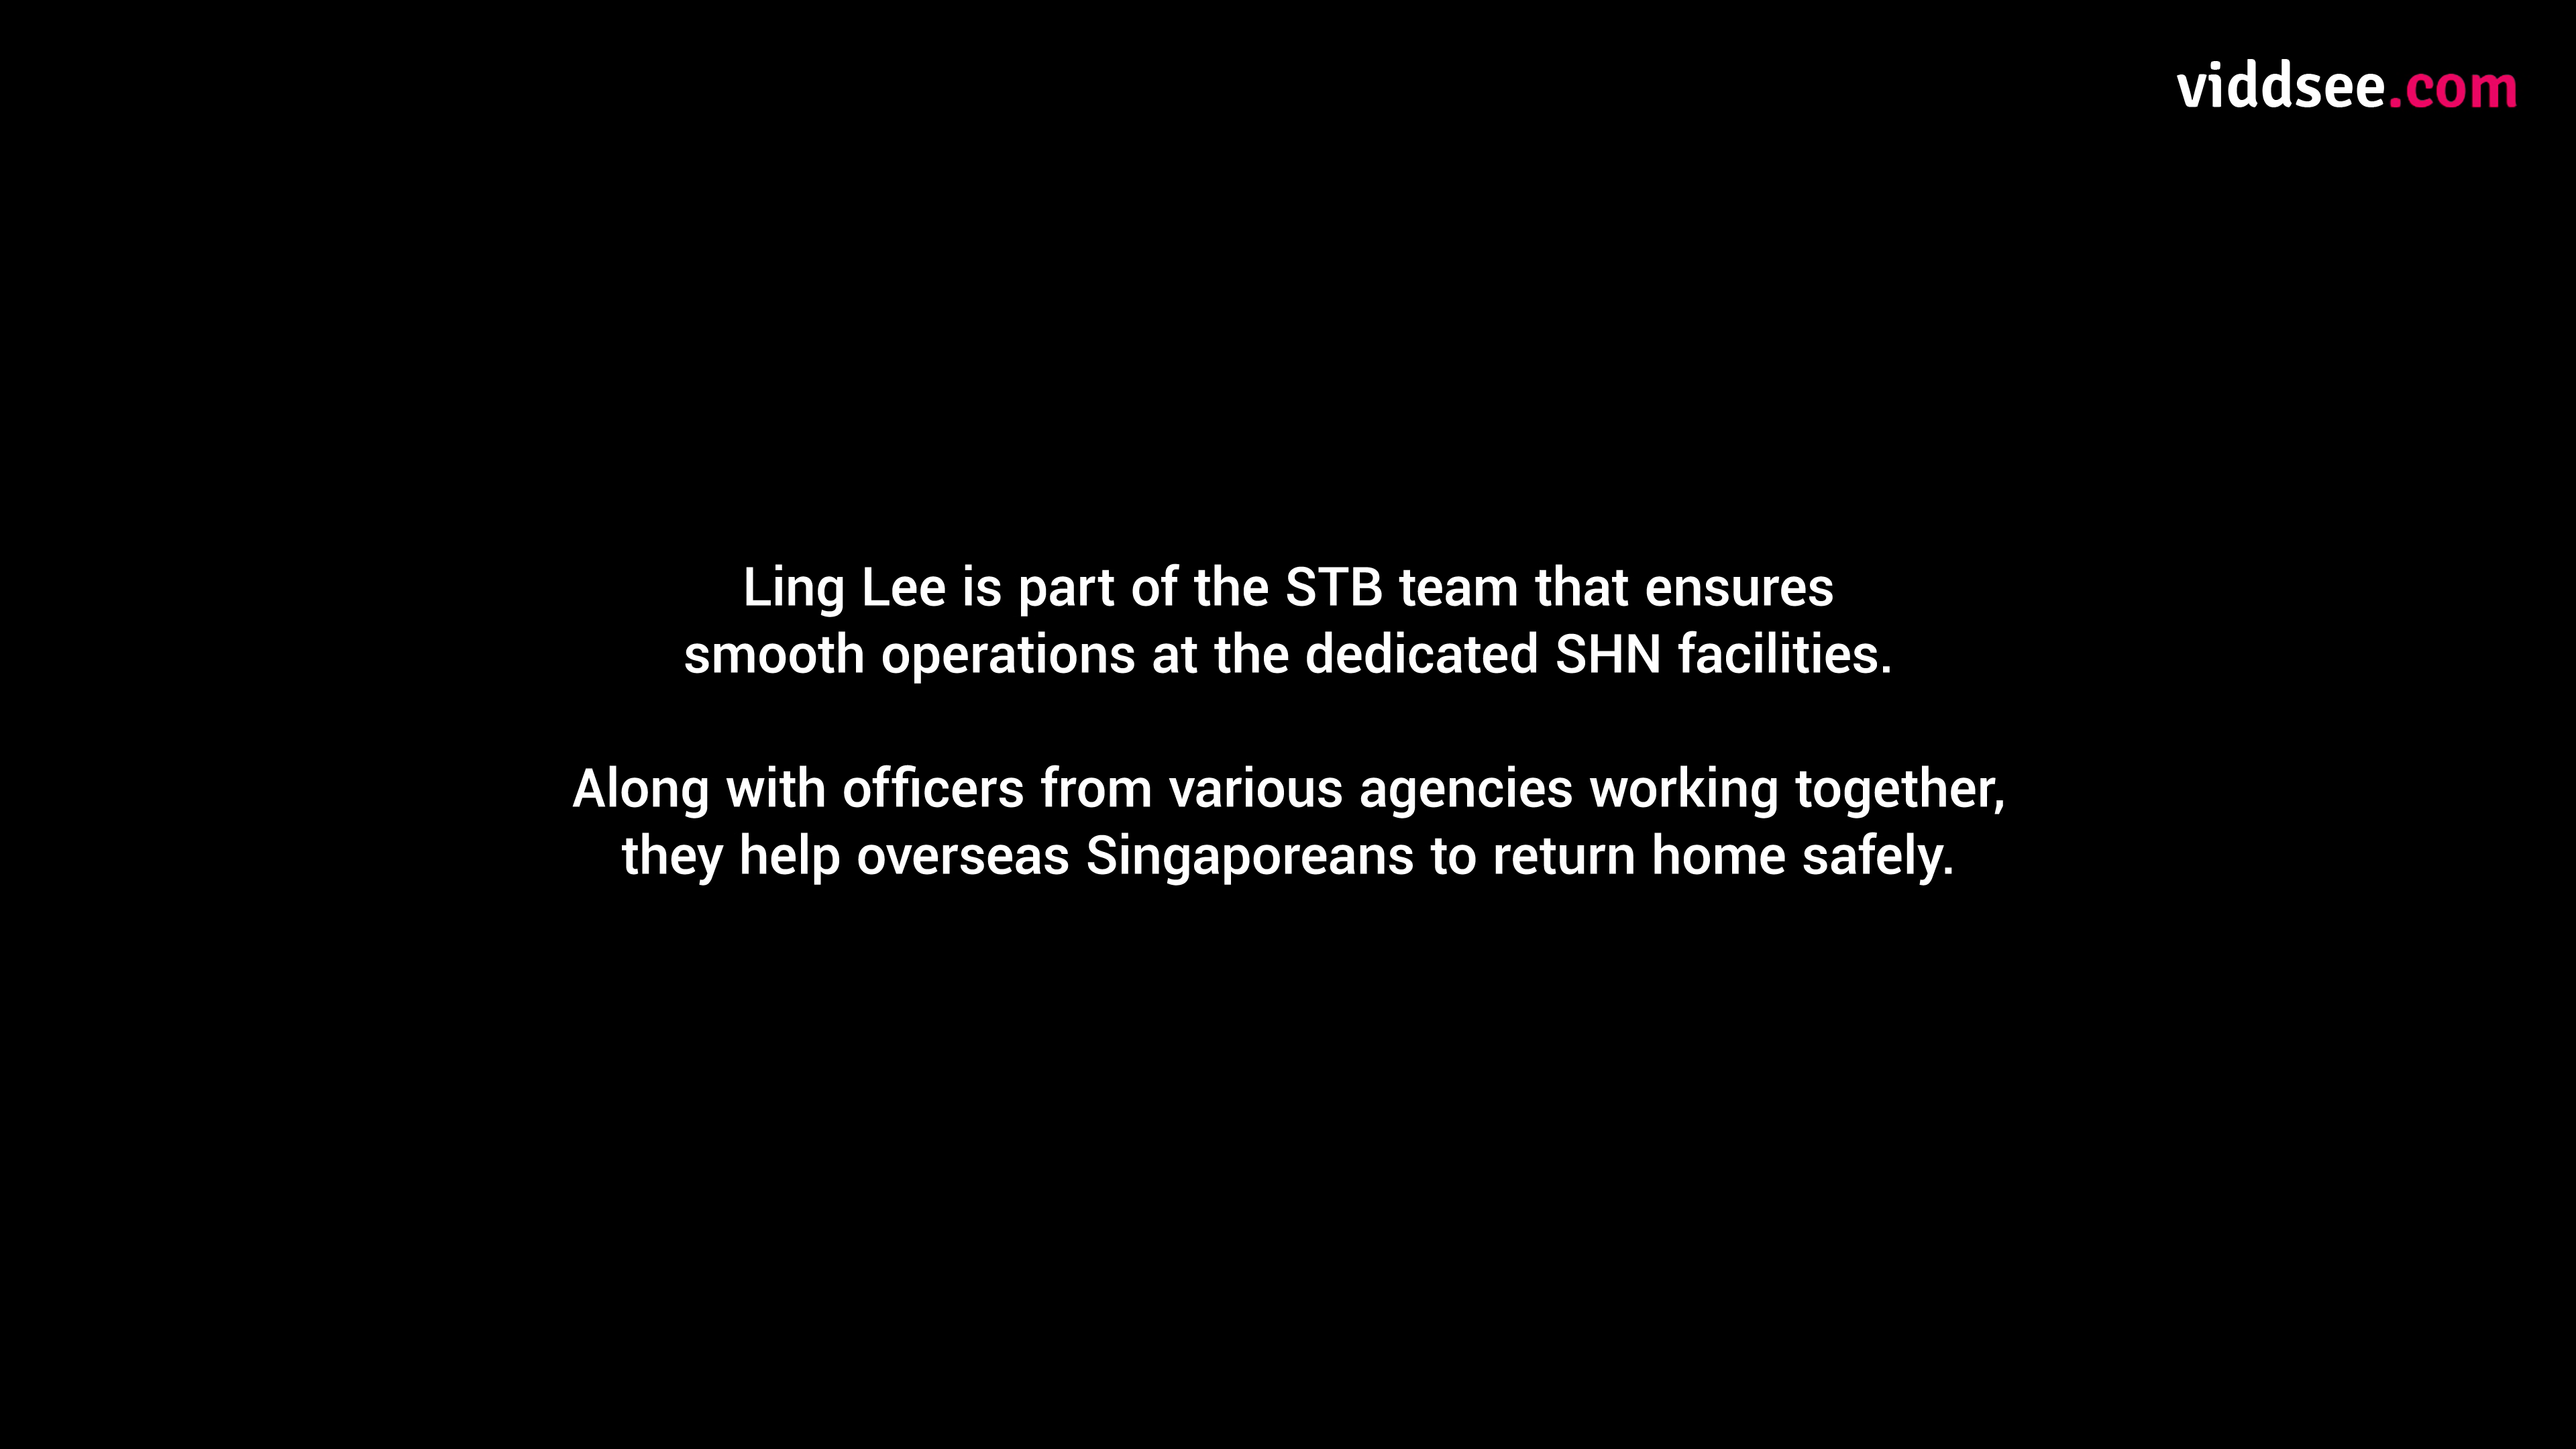 viddsee.com
Ling Lee is part of the STB team that ensures
smooth operations at the dedicated SHN facilities.
Along with officers from various agencies working together,
they help overseas Singaporeans to return home safely.